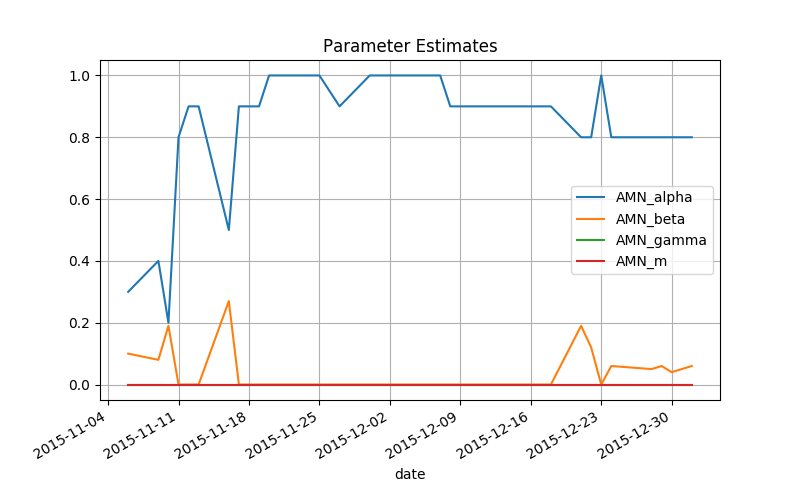 Parameter Estimates
1.0
0.8
0.6
0.4
0.2
0.0
AMN_alpha
AMN_beta
AMN_gamma
AMN_m
2015-11-04
2015-11-11
2015-11-18
2015-11-25
2015-12-02
2015-12-09
2015-12-16
2015-12-23
2015-12-30
date